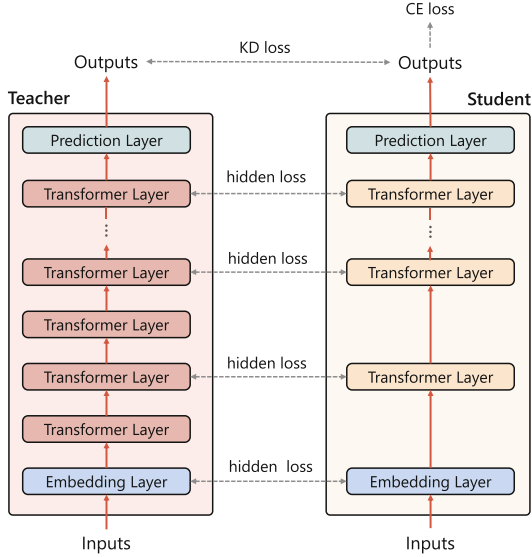 CE loss
KD loss
Outputs
Outputs
Teacher
Student
Prediction Layer
Prediction Layer
hidden loss
Transformer Layer
Transformer Layer
hidden loss
Transformer Layer
Transformer Layer
Transformer Layer
hidden loss
Transformer Layer
Transformer Layer
Transformer Layer
hidden loss
Embedding Layer
Embedding Layer
Inputs
Inputs